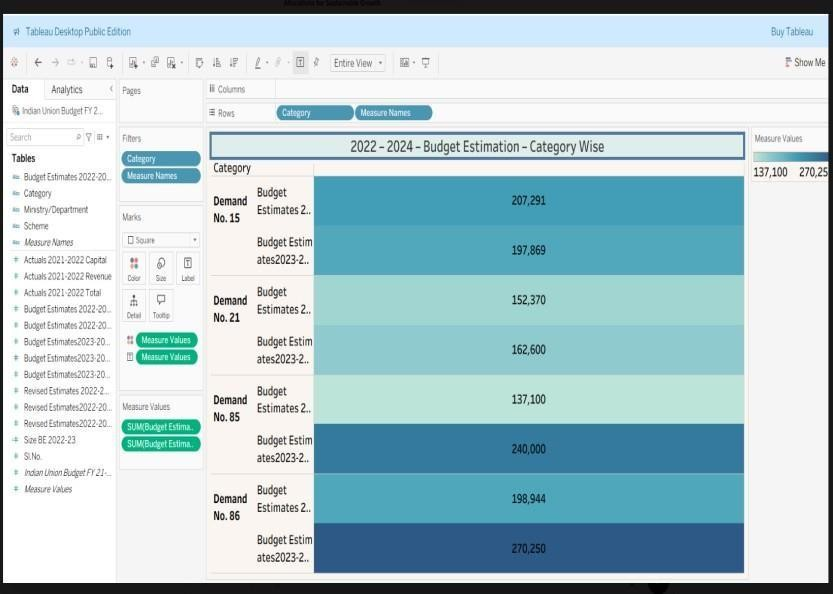 Allocations for Sustainable Growth
Tableau Desktop Public Edition
Buy Tableau
Entire View
Show Me
Data
Analytics
Pages
Columns
Indian Union Budget FY 2...
Rows
Category
Measure Names
Search
Filters
Category
Measure Names
Tables
Budget Estimates 2022-20...
Category
Ministry/Department
Scheme
Measure Names
Actuals 2021-2022 Capital
Actuals 2021-2022 Revenue
Actuals 2021-2022 Total
Budget Estimates 2022-20...
Budget Estimates 2022-20...
Budget Estimates2023-20...
Budget Estimates2023-20...
Budget Estimates2023-20...
Revised Estimates 2022-2...
Revised Estimates2022-20...
Revised Estimates2022-20...
Size BE 2022-23
Sl.No.
Indian Union Budget FY 21-...
Measure Values
Marks
Square
Color
Size
Label
Detail
Tooltip
Measure Values
Measure Values
Measure Values
SUM(Budget Estima..
SUM(Budget Estima..
2022 – 2024 – Budget Estimation – Category Wise
Category
Demand
No. 15
Budget
Estimates 2..
207,291
Budget Estim
ates2023-2..
197,869
Demand
No. 21
Budget
Estimates 2..
152,370
Budget Estim
ates2023-2..
162,600
Demand
No. 85
Budget
Estimates 2..
137,100
Budget Estim
ates2023-2..
240,000
Demand
No. 86
Budget
Estimates 2..
198,944
Budget Estim
ates2023-2..
270,250
Measure Values
137,100 270,25